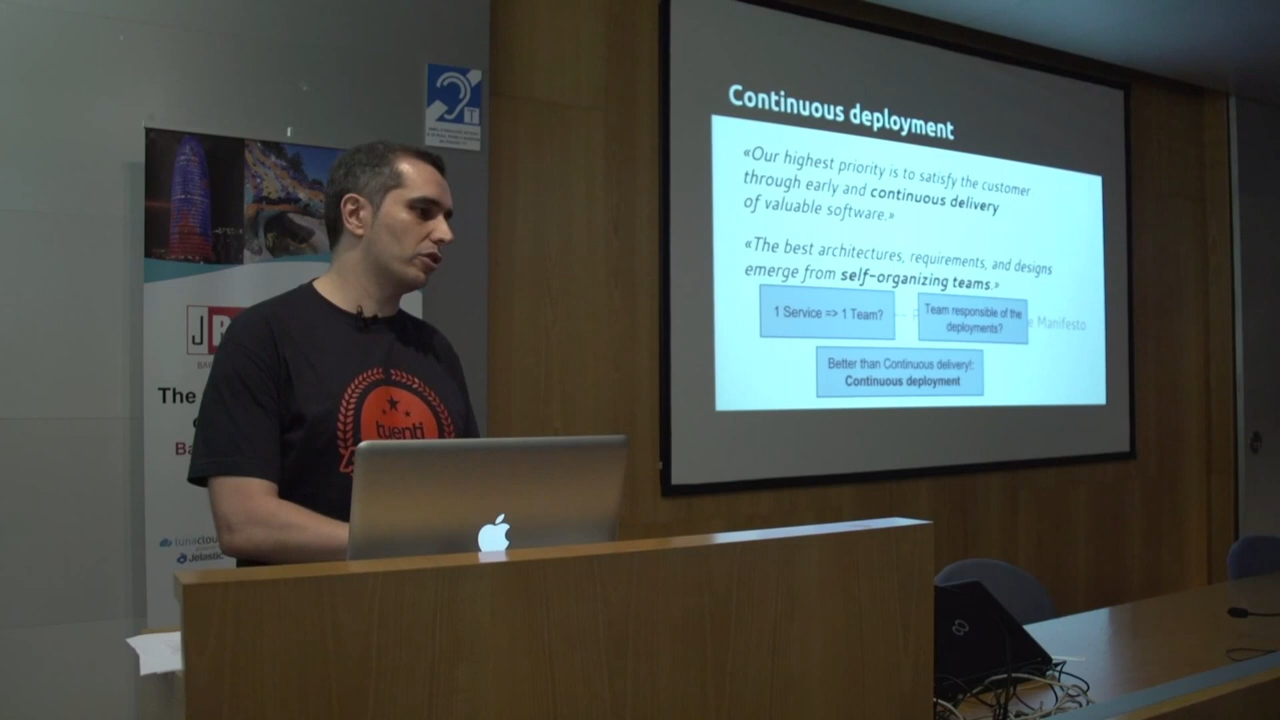 Continuous deployment
«Our highest priority is to satisfy the customer
through early and continuous delivery
of valuable software.»
«The best architectures, requirements, and designs
emerge from self-organizing teams.»
1 Service => 1 Team?
Team responsible of the
deployments?
Manifesto
Better than Continuous delivery!:
Continuous deployment
T
J
The
Ba
tuenti
lunacloud
Jelastic